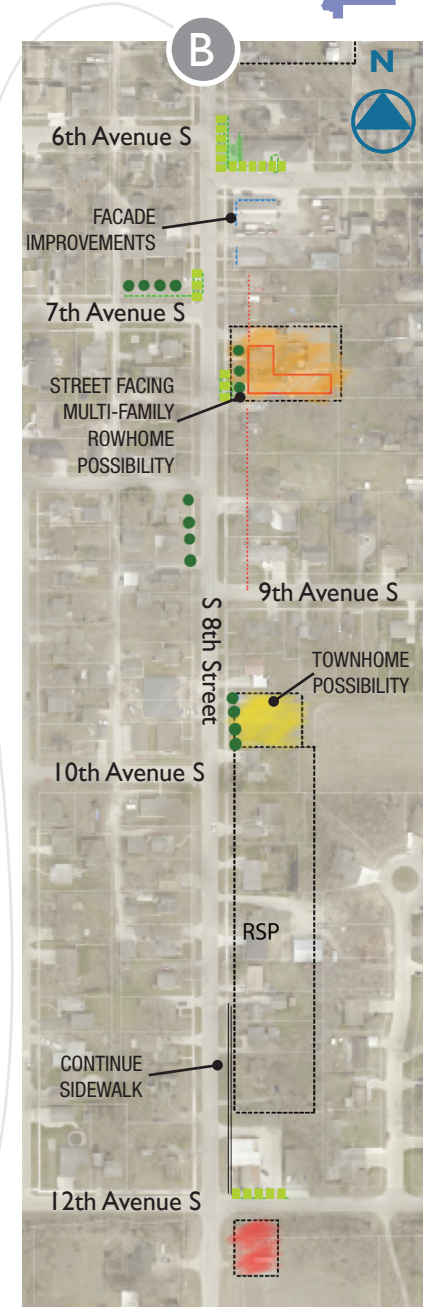 B
N
6th Avenue S
FACADE
IMPROVEMENTS
7th Avenue S
STREET FACING
MULTI-FAMILY
ROWHOME
POSSIBILITY
9th Avenue S
S 8th Street
TOWNHOME
POSSIBILITY
10th Avenue S
RSP
CONTINUE
SIDEWALK
12th Avenue S